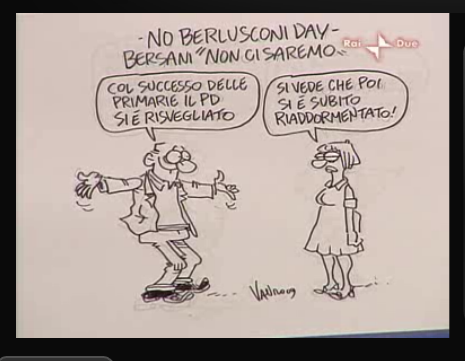 - NO BERLUSCONI DAY -
BERSANI "NON CI SAREMO"
Rai Due
COL SUCCESSO DELLE
PRIMARIE IL PD
SI È RISVEGLIATO
SI VEDE CHE POI
SI È SUBITO
RIADDORMENTATO!